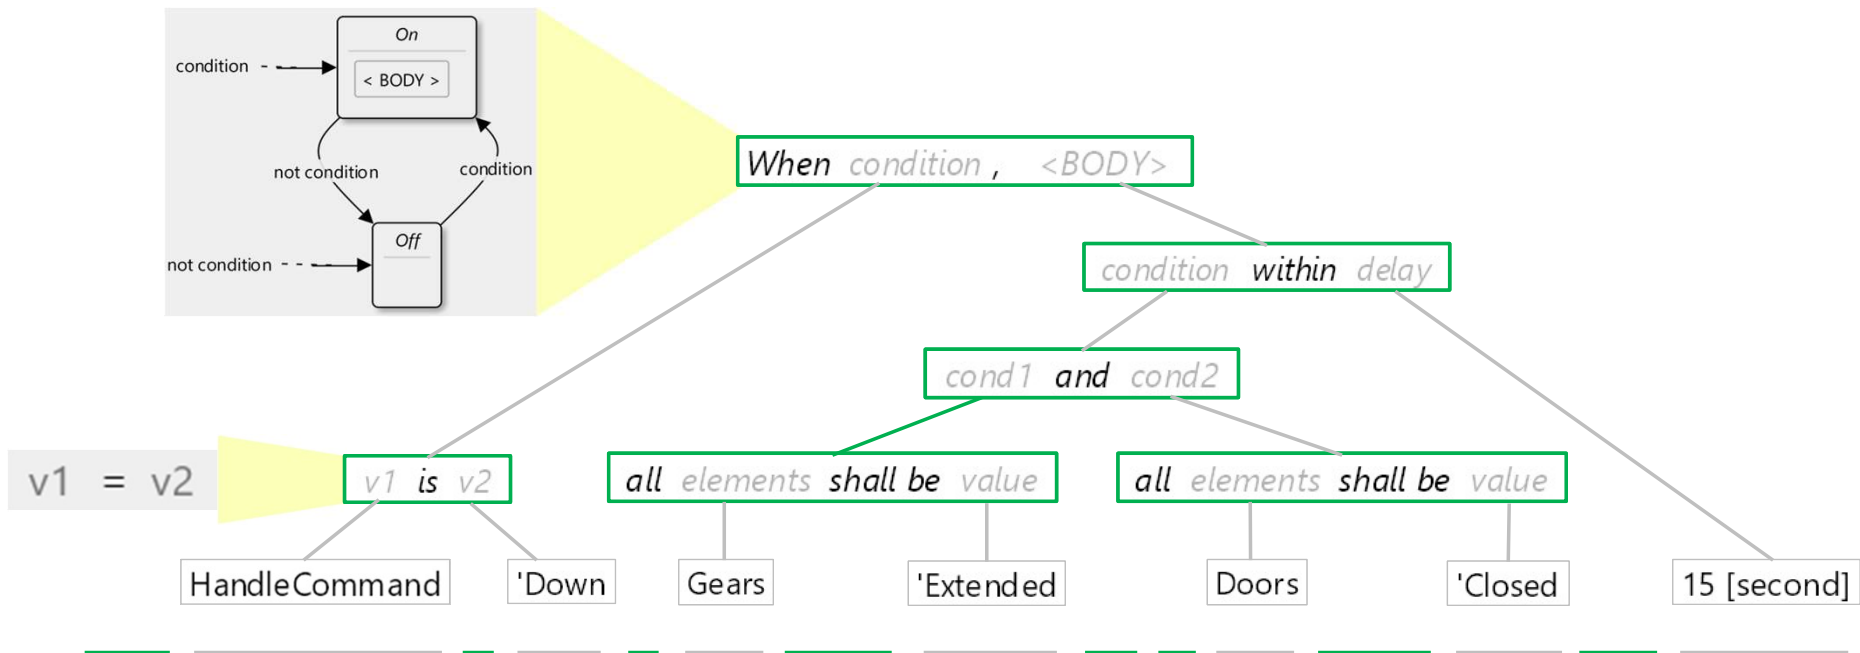 On
condition
< BODY >
not condition
condition
Off
not condition
When condition , <BODY>
condition within delay
cond1 and cond2
v1 = v2
v1 is v2
all elements shall be value
all elements shall be value
HandleCommand
'Down
Gears
'Extended
Doors
'Closed
15 [second]